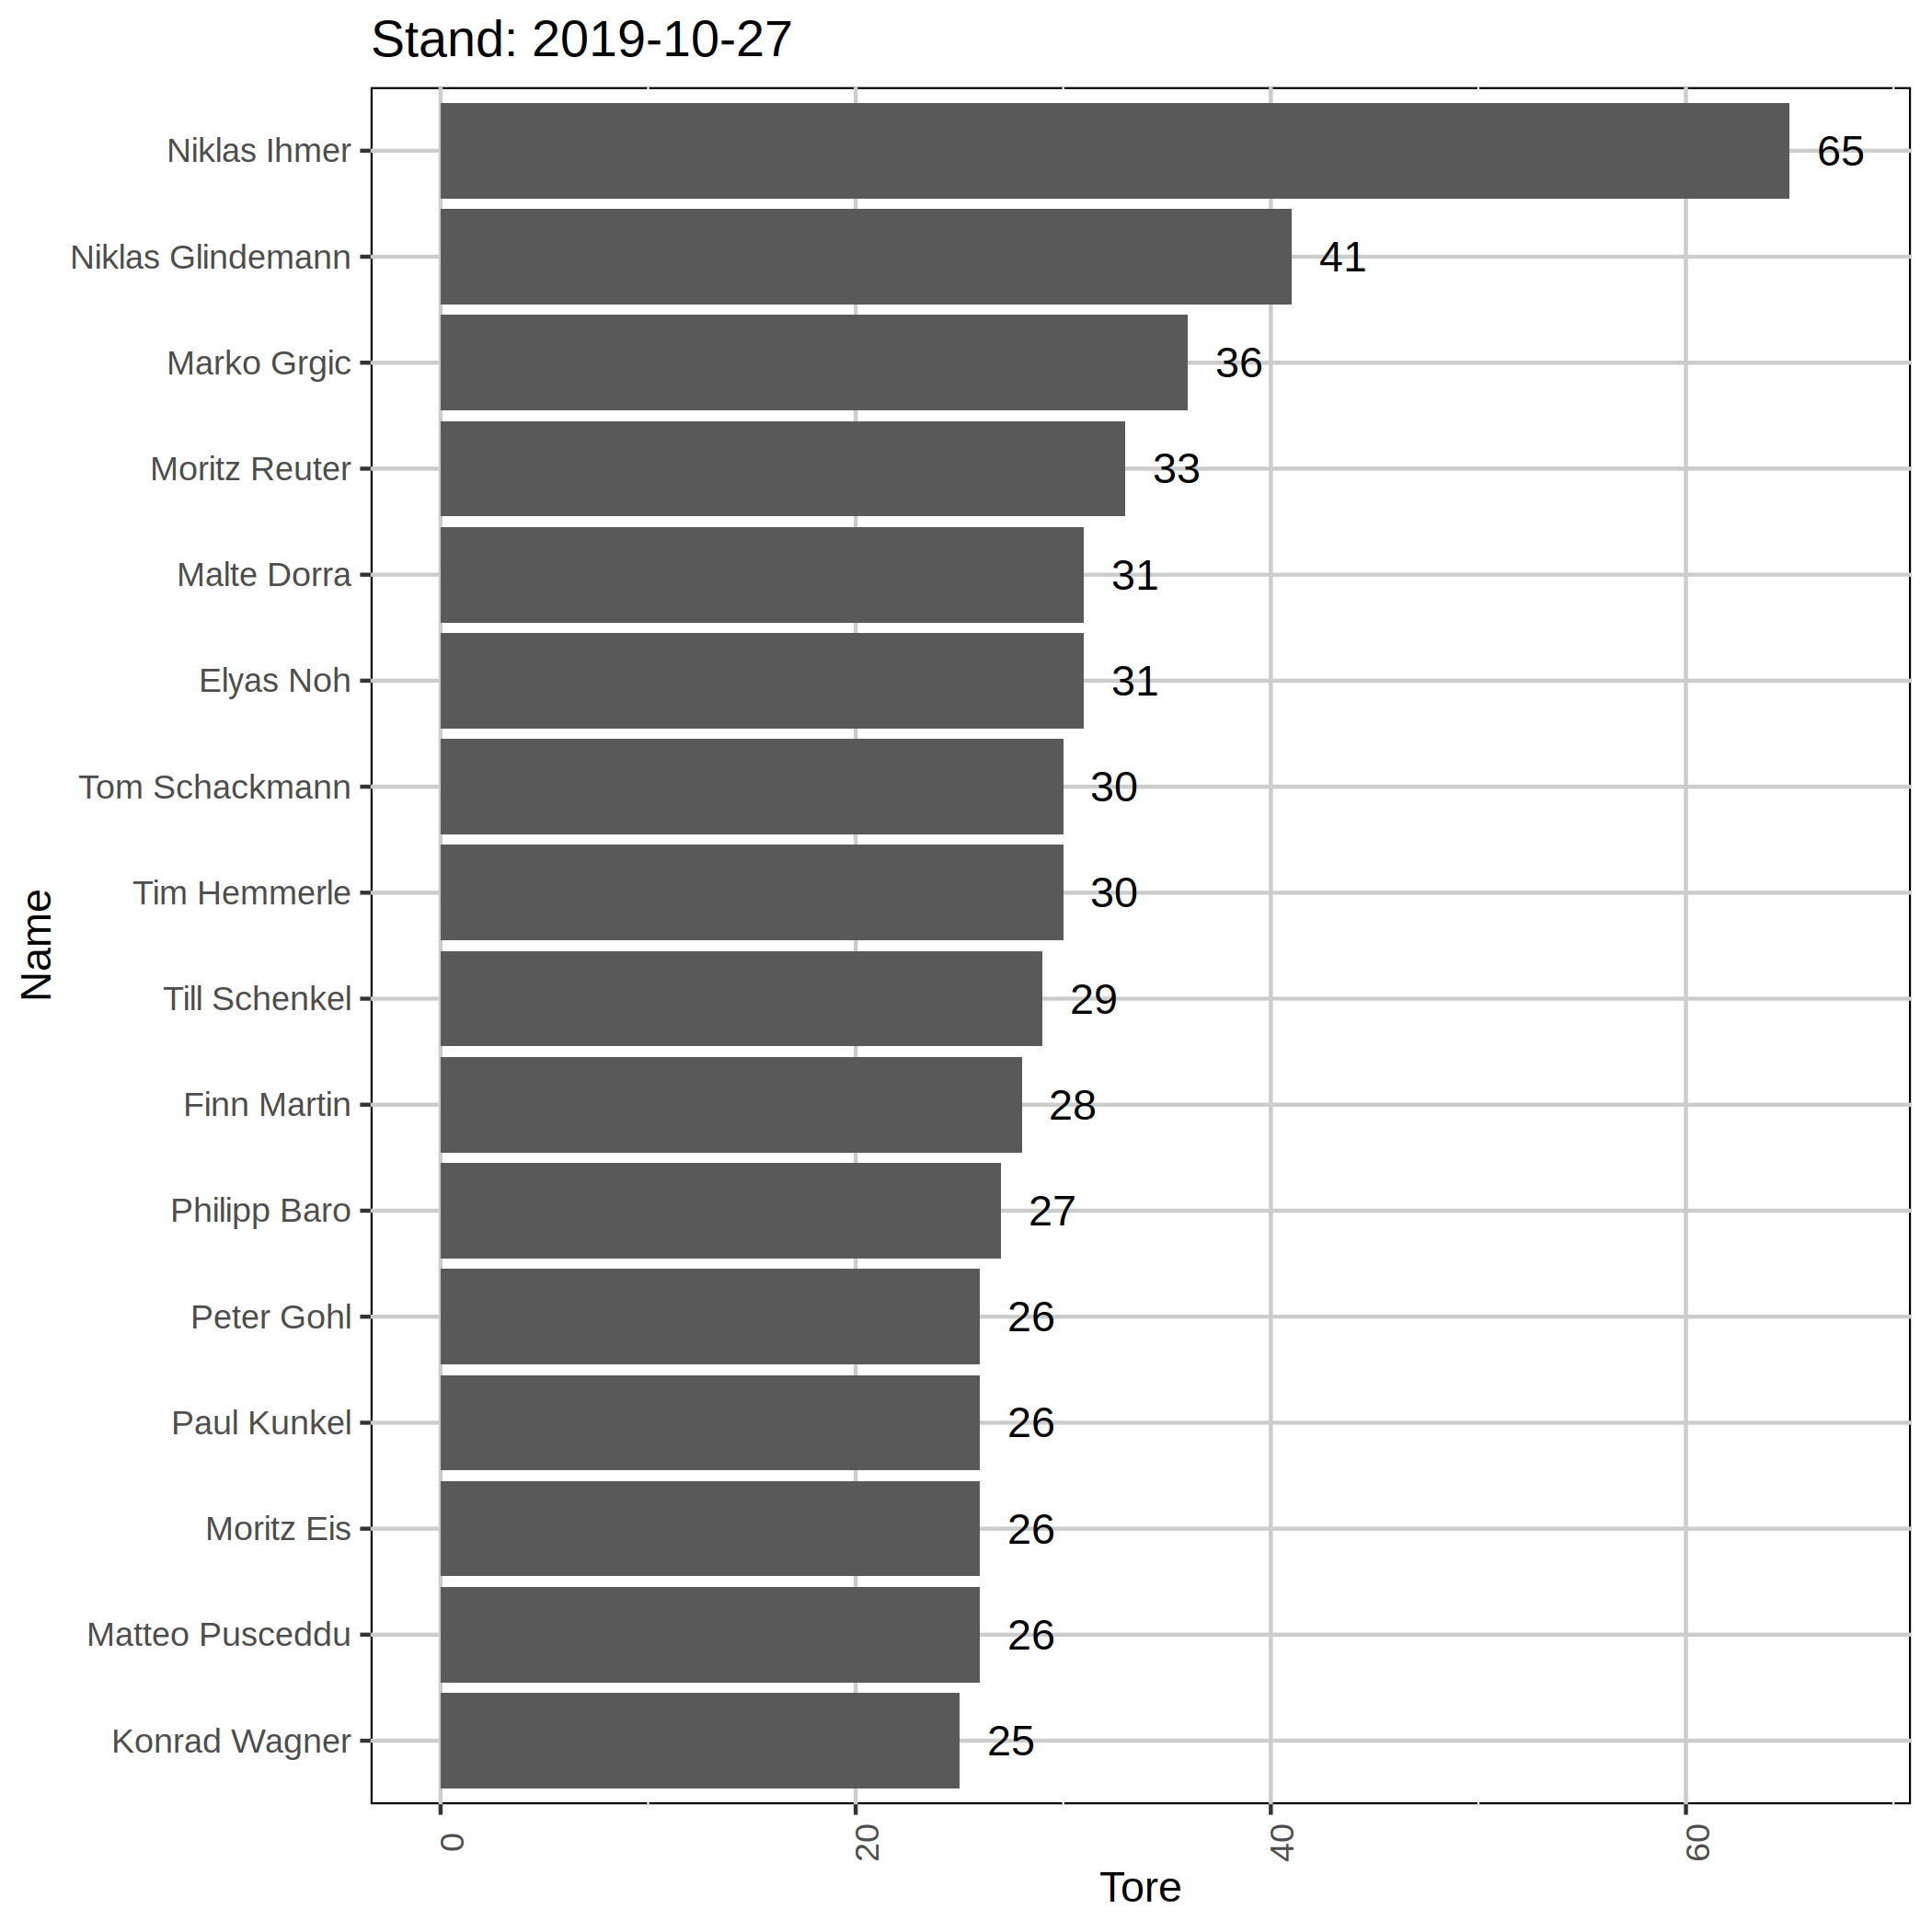 Stand: 2019-10-27
Niklas Ihmer 65
Niklas Glindemann 41
Marko Grgic 36
Moritz Reuter 33
Malte Dorra 31
Elyas Noh 31
Tom Schackmann 30
Tim Hemmerle 30
Till Schenkel 29
Finn Martin 28
Philipp Baro 27
Peter Gohl 26
Paul Kunkel 26
Moritz Eis 26
Matteo Pusceddu 26
Konrad Wagner 25
Name
0 20 40 60
Tore